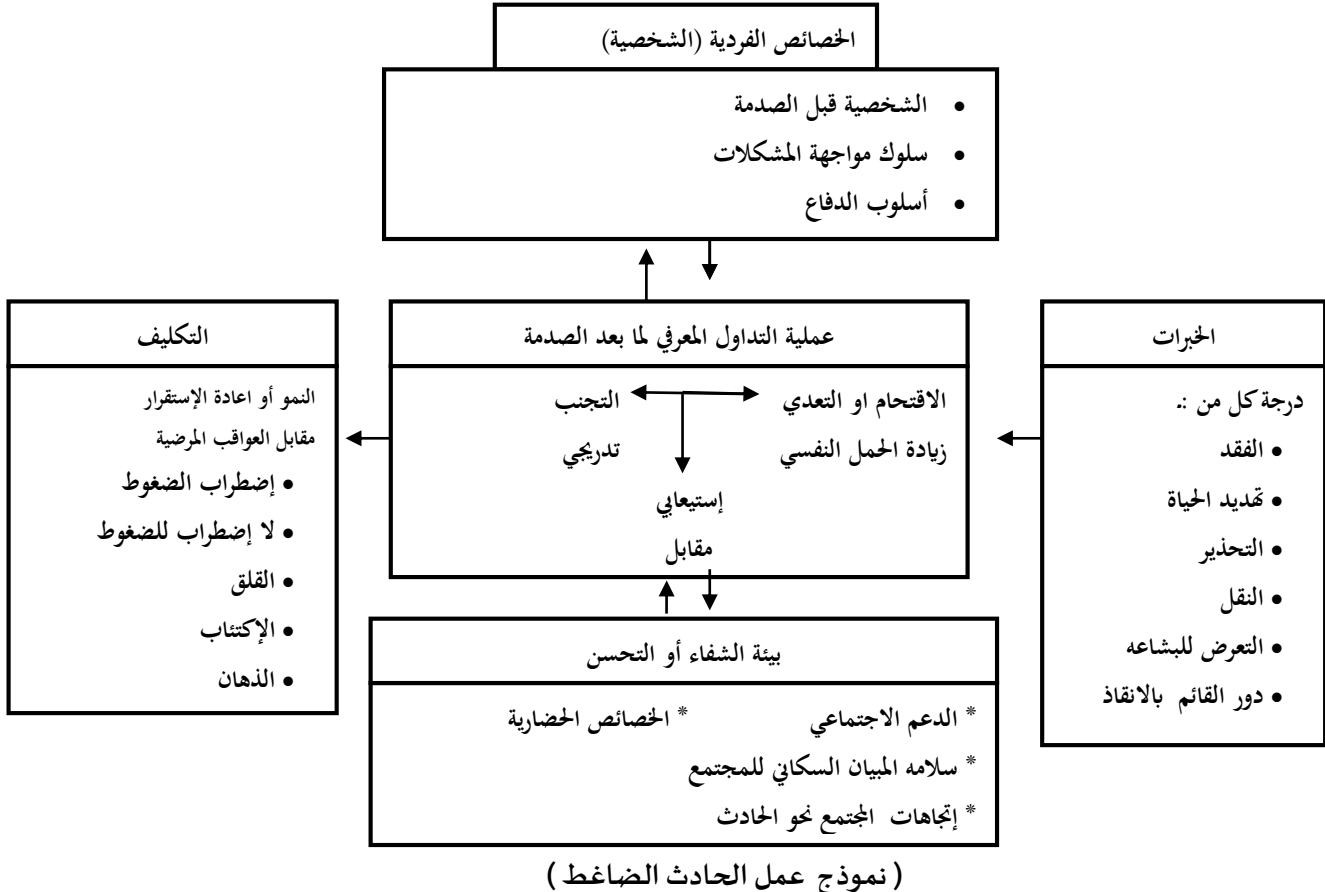 الخصائص الفردية (الشخصية)
• الشخصية قبل الصدمة
• سلوك مواجهة المشكلات
• أسلوب الدفاع
الخبرات
درجة كل من :ـ
• الفقد
• تهديد الحياة
• التحذير
• النقل
• التعرض للبشاعه
• دور القائم بالانقاذ
عملية التداول المعرفي لما بعد الصدمة
الاقتحام او التعدي التجنب
زيادة الحمل النفسي تدريجي
إستيعابي
مقابل
التكليف
النمو أو اعادة الإستقرار
مقابل العواقب المرضية
• إضطراب الضغوط
• لا إضطراب للضغوط
• القلق
• الإكتئاب
• الذهان
بيئة الشفاء أو التحسن
* الدعم الاجتماعي * الخصائص الحضارية
* سلامه المبيان السكاني للمجتمع
* إتجاهات المجتمع نحو الحادث
( نموذج عمل الحادث الضاغط )